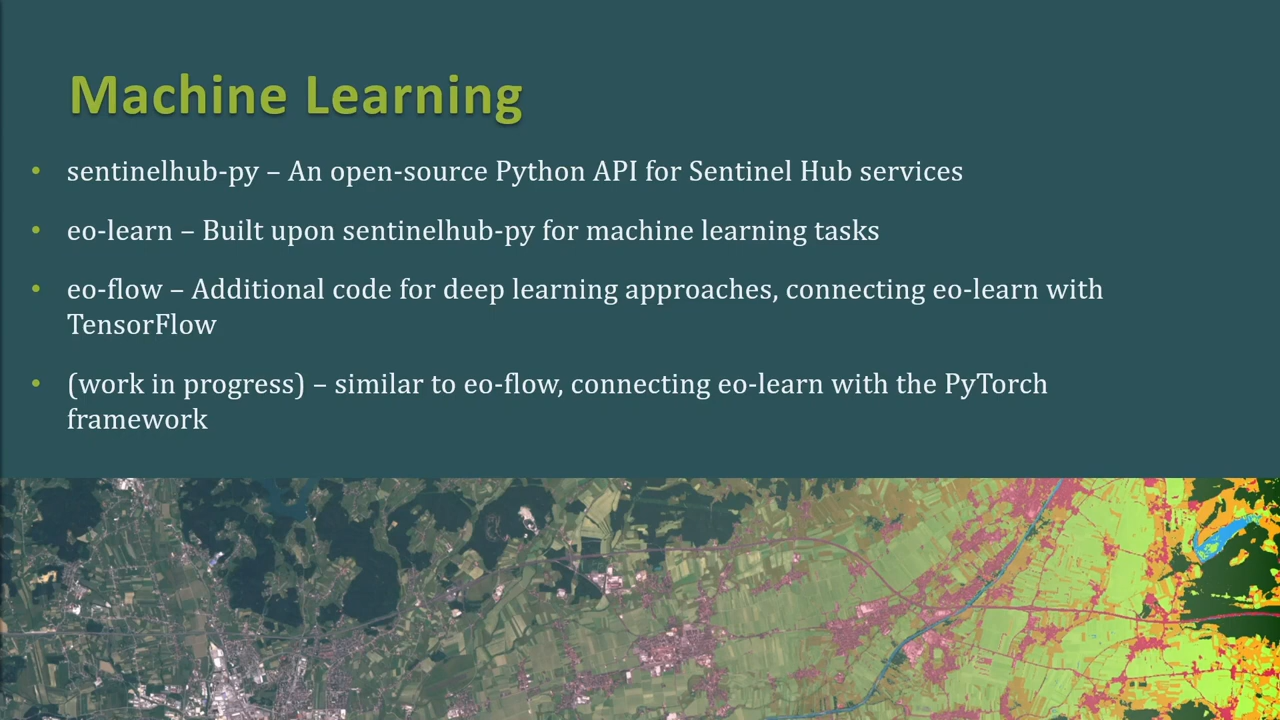 Machine Learning
• sentinelhub-py – An open-source Python API for Sentinel Hub services
• eo-learn – Built upon sentinelhub-py for machine learning tasks
• eo-flow – Additional code for deep learning approaches, connecting eo-learn with
TensorFlow
• (work in progress) – similar to eo-flow, connecting eo-learn with the PyTorch
framework